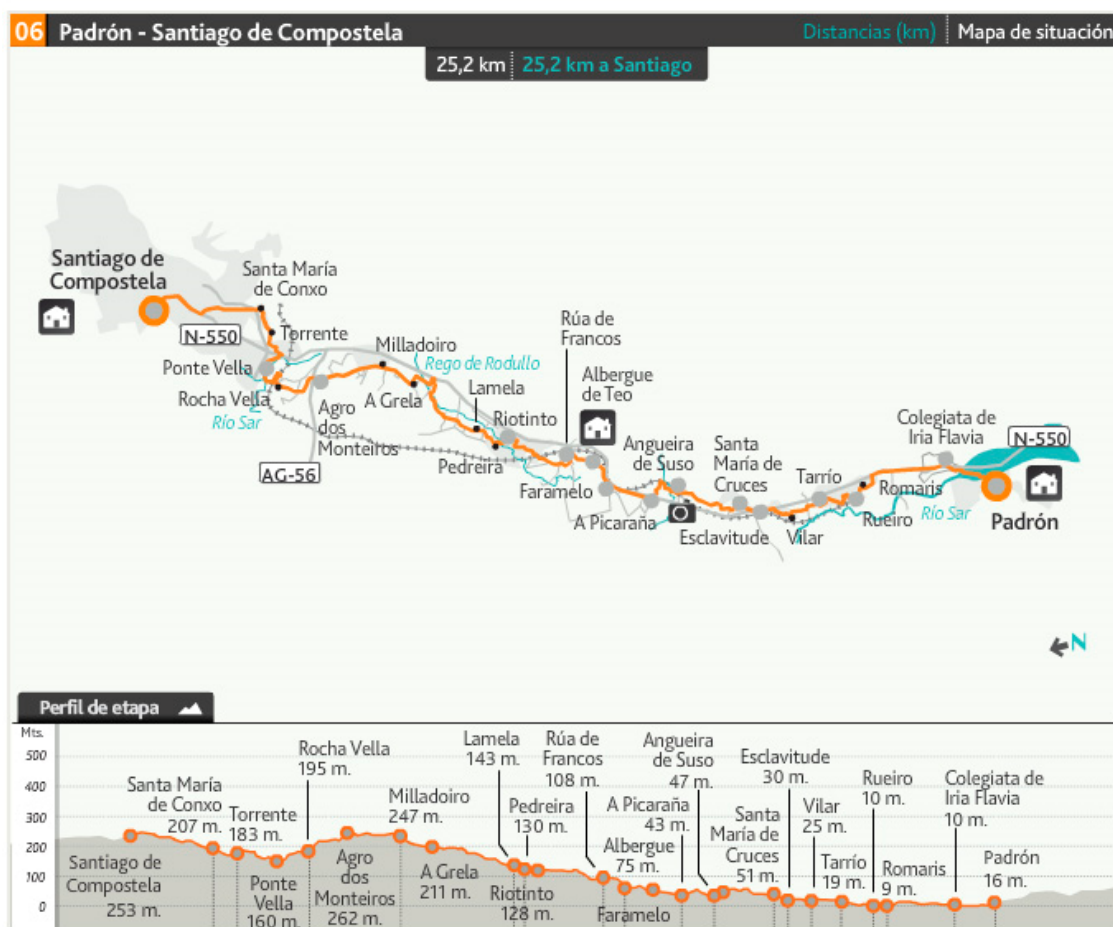 06 Padrón - Santiago de Compostela
Distancias (km) Mapa de situación
25,2 km 25,2 km a Santiago
Santiago de
Compostela
Santa María
de Conxo
N-550
Torrente
Ponte Vella
Rocha Vella
Río Sar
AG-56
Agro
dos
Monteiros
Milladoiro
A Grela
Rego de Rodullo
Lamela
Pedreira
Riotinto
Rúa de
Francos
Albergue
de Teo
Faramelo
A Picaraña
Angueira
de Suso
Santa
María de
Cruces
Esclavitude
Vilar
Tarrío
Rueiro
Romaris
Colegiata de
Iria Flavia
N-550
Río Sar
Padrón
N
Perfil de etapa
Mts.
500
400
300
200
100
0
Santiago de
Compostela
253 m.
Santa María
de Conxo
207 m.
Torrente
183 m.
Ponte
Vella
160 m.
Rocha Vella
195 m.
Agro
dos
Monteiros
262 m.
Milladoiro
247 m.
A Grela
211 m.
Lamela
143 m.
Pedreira
130 m.
Riotinto
128 m.
Rúa de
Francos
108 m.
Albergue
75 m.
Faramelo
A Picaraña
43 m.
Angueira
de Suso
47 m.
Santa
María de
Cruces
51 m.
Esclavitude
30 m.
Vilar
25 m.
Tarrío
19 m.
Rueiro
10 m.
Romaris
9 m.
Colegiata de
Iria Flavia
10 m.
Padrón
16 m.